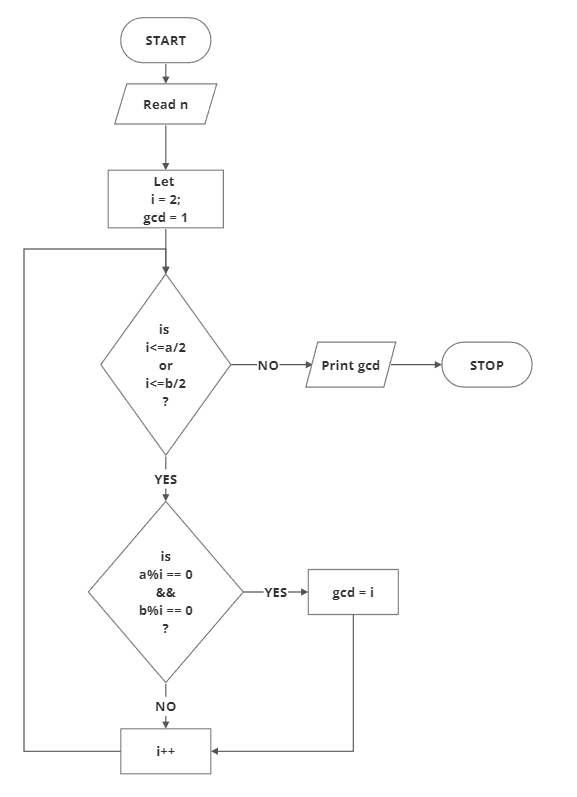 START
Read n
Let
i = 2;
gcd = 1
is
i<=a/2
or
i<=b/2
?
NO
Print gcd
STOP
YES
is
a%i == 0
&&
b%i == 0
?
YES
gcd = i
NO
i++